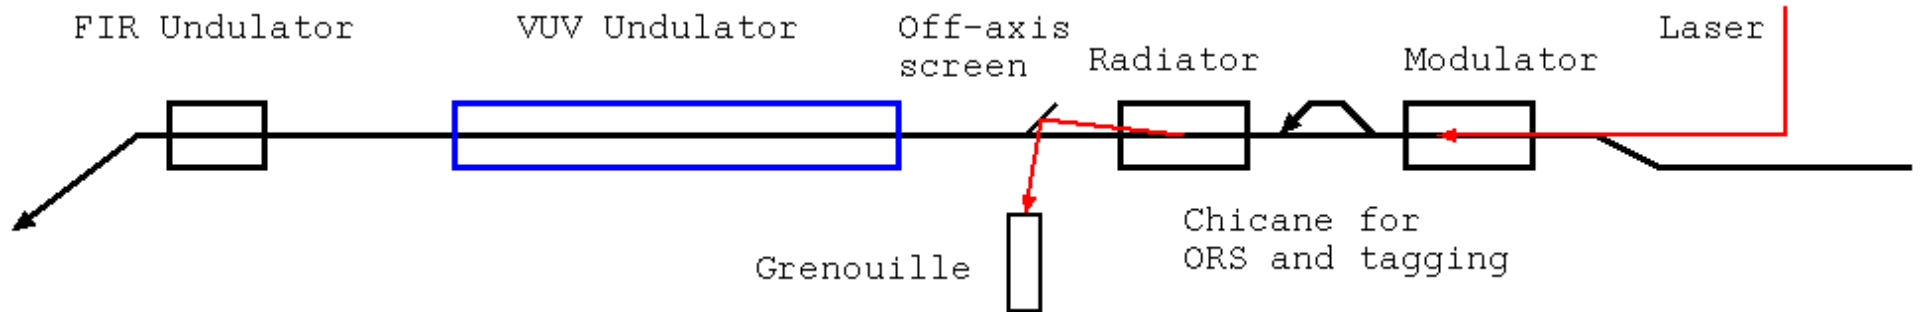 FIR Undulator
VUV Undulator
Off-axis
screen
Radiator
Modulator
Laser
Grenouille
Chicane for
ORS and tagging